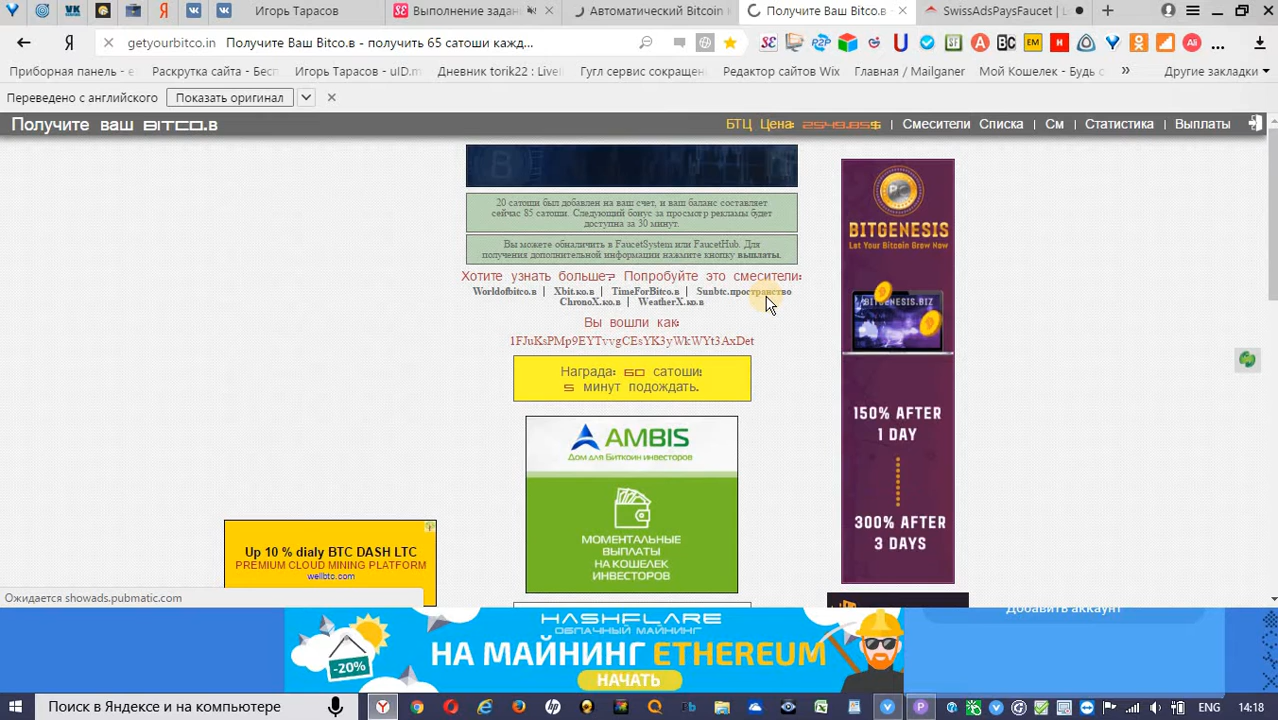 Игорь Тарасов
Выполнение задан
Автоматический Bitcoin к
Получите Ваш Bitco.в -
SwissAdsPaysFaucet | L
getyourbitco.in
Получите Ваш Bitco.в - получить 65 сатоши кажд...
Приборная панель - е
Раскрутка сайта - Бесп
Игорь Тарасов - uID.m
Дневник torik22 : LiveI
Гугл сервис сокращен
Редактор сайтов Wix
Главная / Mailganer
Мой Кошелек - Будь с
Другие закладки
Переведено с английского
Показать оригинал
Получите ваш BITCO.в
БТЦ Цена: 2549.85$ | Смесители Списка | См | Статистика | Выплаты
20 сатоши был добавлен на ваш счет, и ваш баланс составляет
сейчас 85 сатоши. Следующий бонус за просмотр рекламы будет
доступна за 30 минут.
Вы можете обналичить в FaucetSystem или FaucetHub. Для
получения дополнительной информации нажмите кнопку выплаты.
Хотите узнать больше? Попробуйте это смесители:
Worldofbitco.в | Xbit.ко.в | TimeForBitco.в | Sunbtc.пространство
ChronoX.ко.в | WeatherX.ко.в
Вы вошли как:
1FJuKsPMp9EYTvvgCEsYK3yWkWYt3AxDet
Награда: 60 сатоши:
5 минут подождать.
AMBIS
Дом для Биткоин инвесторов
МОМЕНТАЛЬНЫЕ
ВЫПЛАТЫ
НА КОШЕЛЕК
ИНВЕСТОРОВ
BITGENESIS
Let Your Bitcoin Grow Now
BITGENESIS.BIZ
150% AFTER
1 DAY
300% AFTER
3 DAYS
Up 10 % dialy BTC DASH LTC
PREMIUM CLOUD MINING PLATFORM
wellbtc.com
Ожидается showads.pubmatic.com
Добавить аккаунт
-20%
HASHFLARE
ОБЛАЧНЫЙ МАЙНИНГ
НА МАЙНИНГ ETHEREUM
НАЧАТЬ
Поиск в Яндексе и на компьютере
ENG
14:18